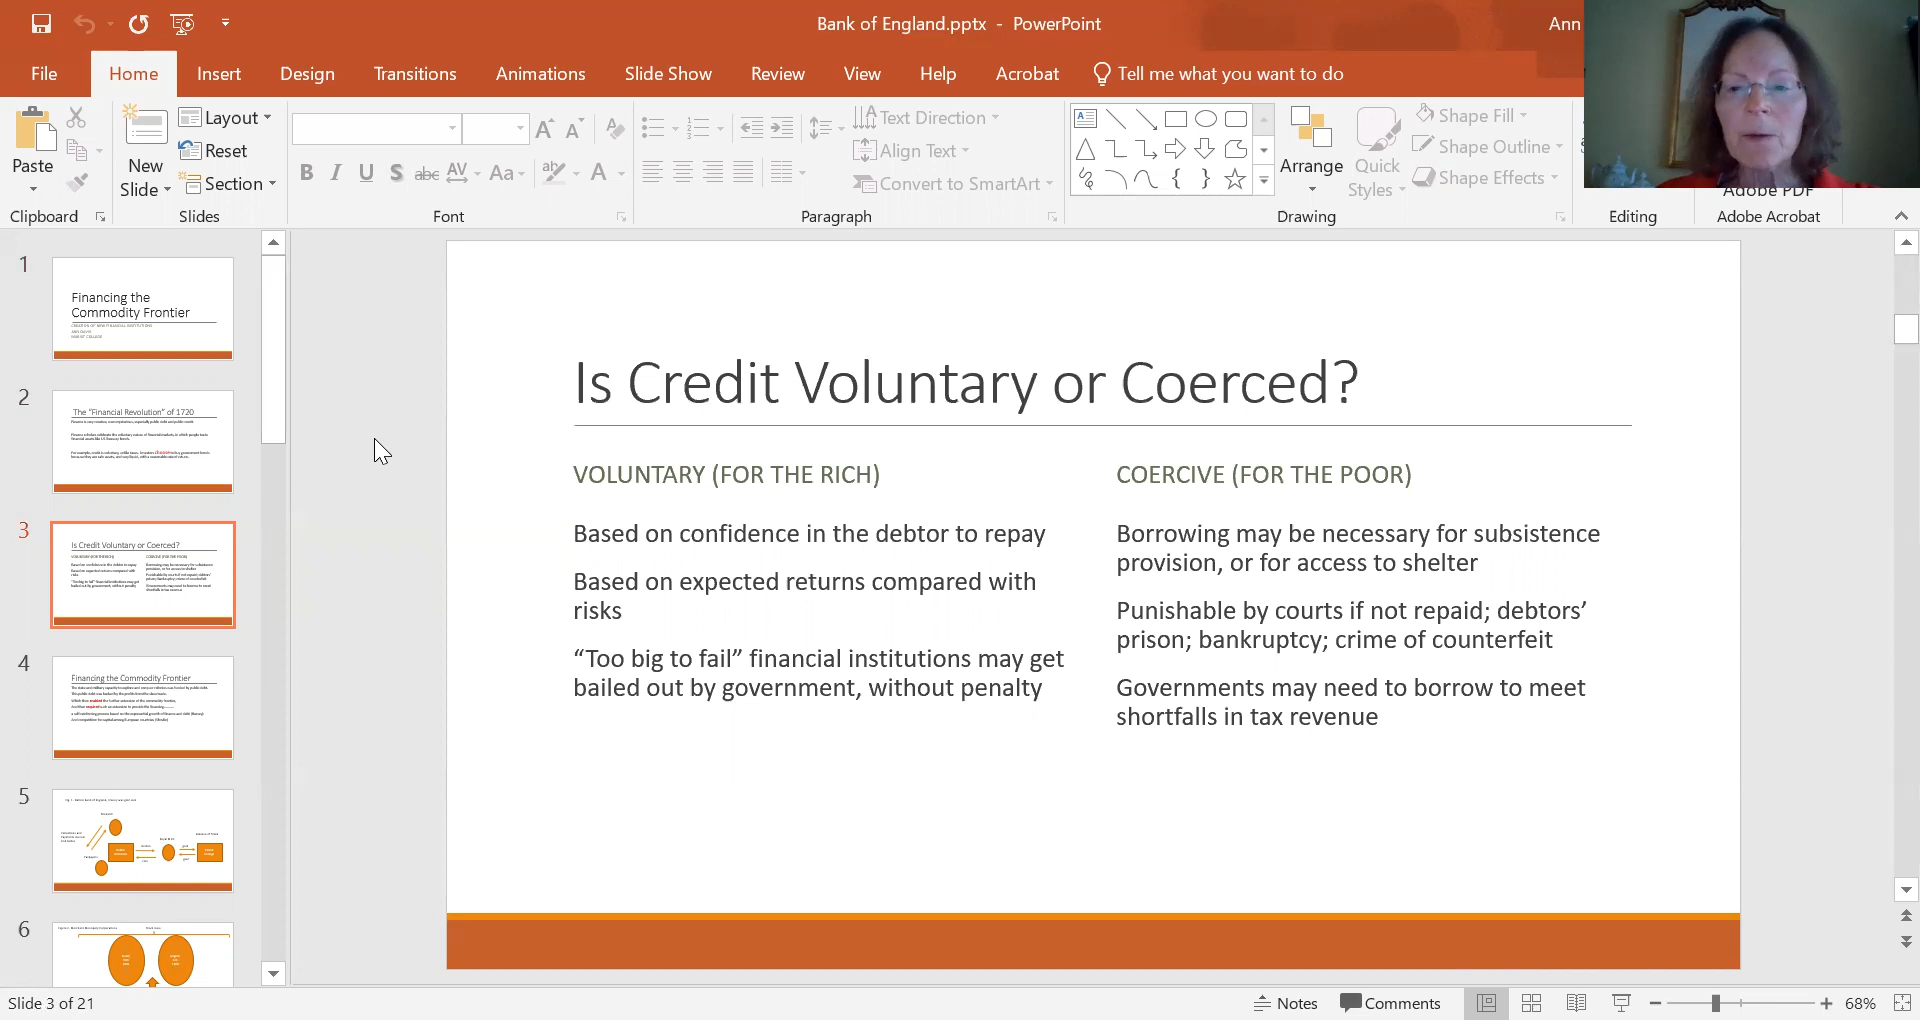 Bank of England.pptx - PowerPoint
Ann
File Home Insert Design Transitions Animations Slide Show Review View Help Acrobat Tell me what you want to do
Paste
Clipboard
New
Slide
Layout
Reset
Section
Slides
Font
Text Direction
Align Text
Convert to SmartArt
Paragraph
Arrange
Quick
Styles
Shape Fill
Shape Outline
Shape Effects
Drawing
Editing
Adobe PDF
Adobe Acrobat
1
Financing the
Commodity Frontier
2
The “Financial Revolution” of 1720
3
Is Credit Voluntary or Coerced?
4
Financing the Commodity Frontier
5
6
Is Credit Voluntary or Coerced?
VOLUNTARY (FOR THE RICH)
Based on confidence in the debtor to repay
Based on expected returns compared with
risks
“Too big to fail” financial institutions may get
bailed out by government, without penalty
COERCIVE (FOR THE POOR)
Borrowing may be necessary for subsistence
provision, or for access to shelter
Punishable by courts if not repaid; debtors’
prison; bankruptcy; crime of counterfeit
Governments may need to borrow to meet
shortfalls in tax revenue
Slide 3 of 21
Notes
Comments
68%